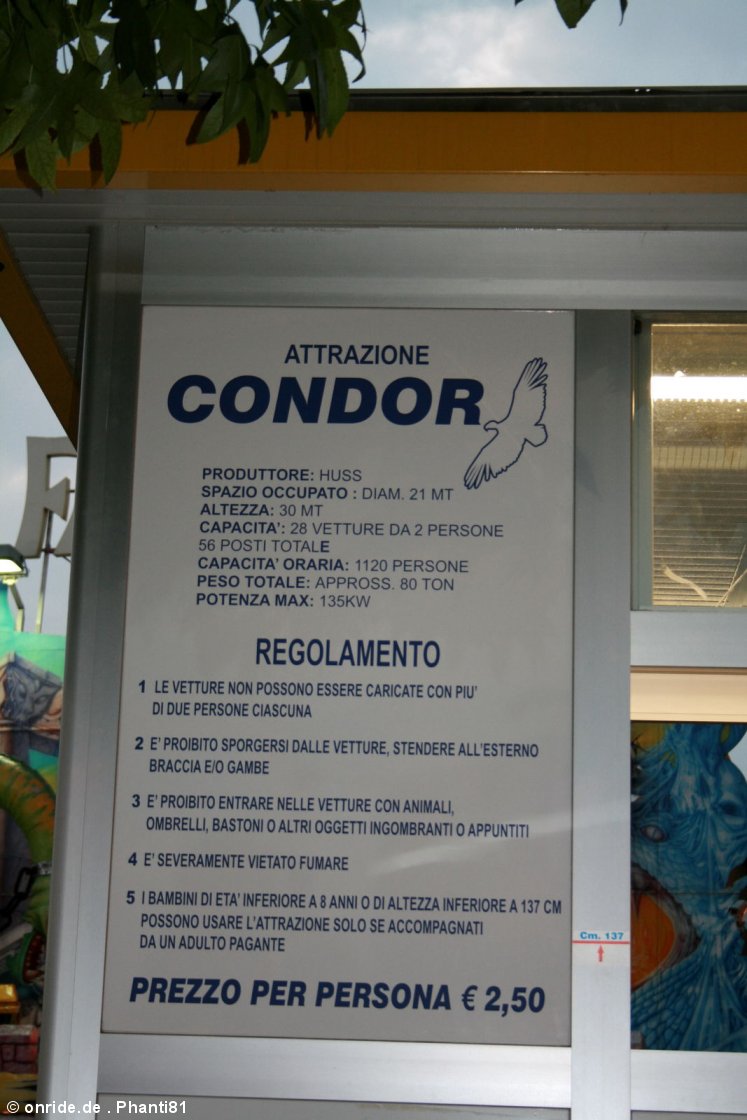 ATTRAZIONE
CONDOR
PRODUTTORE: HUSS
SPAZIO OCCUPATO : DIAM. 21 MT
ALTEZZA: 30 MT
CAPACITA': 28 VETTURE DA 2 PERSONE
56 POSTI TOTALE
CAPACITA' ORARIA: 1120 PERSONE
PESO TOTALE: APPROSS. 80 TON
POTENZA MAX: 135KW
REGOLAMENTO
1 LE VETTURE NON POSSONO ESSERE CARICATE CON PIU'
DI DUE PERSONE CIASCUNA
2 E' PROIBITO SPORGERSI DALLE VETTURE, STENDERE ALL'ESTERNO
BRACCIA E/O GAMBE
3 E' PROIBITO ENTRARE NELLE VETTURE CON ANIMALI,
OMBRELLI, BASTONI O ALTRI OGGETTI INGOMBRANTI O APPUNTITI
4 E' SEVERAMENTE VIETATO FUMARE
5 I BAMBINI DI ETA' INFERIORE A 8 ANNI O DI ALTEZZA INFERIORE A 137 CM
POSSONO USARE L'ATTRAZIONE SOLO SE ACCOMPAGNATI
DA UN ADULTO PAGANTE
PREZZO PER PERSONA € 2,50
Cm. 137
© onride.de . Phanti81